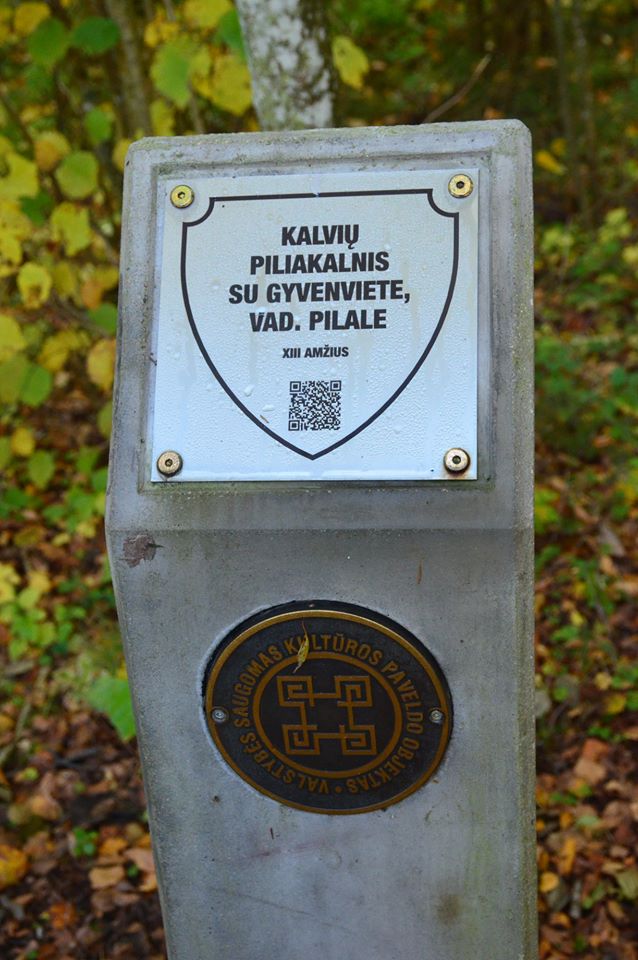 KALVIŲ
PILIAKALNIS
SU GYVENVIETE,
VAD. PILALE
XIII AMŽIUS
VALSTYBĖS SAUGOMAS KULTŪROS PAVELDO OBJEKTAS •